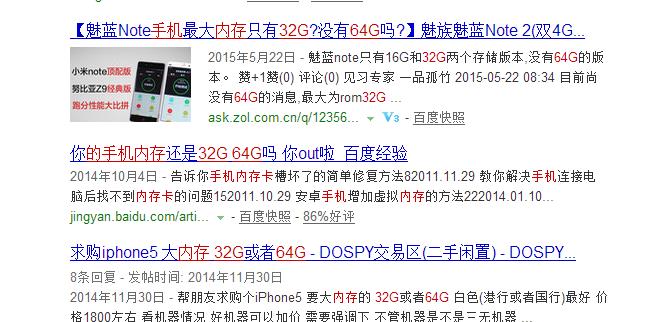 【魅蓝Note手机最大内存只有32G?没有64G吗?】魅族魅蓝Note 2(双4G...
小米note顶配版
努比亚Z9经典版
跑分性能大比拼
2015年5月22日 - 魅蓝note只有16G和32G两个存储版本,没有64G的版
本。 赞+1赞(0) 评论(0) 见习专家 一品孤竹 2015-05-22 08:34 目前尚
没有64G的消息,最大为rom32G ...
ask.zol.com.cn/q/12356... V3 - 百度快照
你的手机内存还是32G 64G吗 你out啦_百度经验
2014年10月4日 - 告诉你手机内存卡槽坏了的简单修复方法82011.11.29 教你解决手机连接电
脑后找不到内存卡的问题152011.10.29 安卓手机增加虚拟内存的方法222014.01.10...
jingyan.baidu.com/arti... - 百度快照 - 86%好评
求购iphone5 大内存 32G或者64G - DOSPY交易区(二手闲置) - DOSPY...
8条回复 - 发帖时间: 2014年11月30日
2014年11月30日 - 帮朋友求购个iPhone5 要大内存的 32G或者64G 白色(港行或者国行)最好 价
格1800左右 看机器情况 好机器可以加价 需要强调下 不管机器是不是三无机器 ...